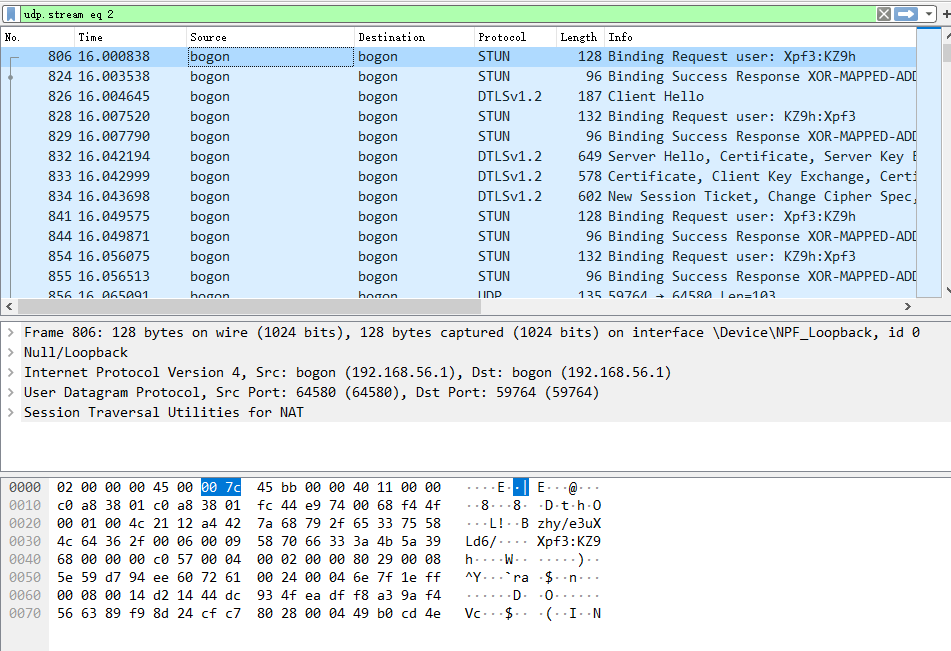 udp.stream eq 2
No. Time Source Destination Protocol Length Info
806 16.000838 bogon bogon STUN 128 Binding Request user: Xpf3:KZ9h
824 16.003538 bogon bogon STUN 96 Binding Success Response XOR-MAPPED-ADD
826 16.004645 bogon bogon DTLSv1.2 187 Client Hello
828 16.007520 bogon bogon STUN 132 Binding Request user: KZ9h:Xpf3
829 16.007790 bogon bogon STUN 96 Binding Success Response XOR-MAPPED-ADD
832 16.042194 bogon bogon DTLSv1.2 649 Server Hello, Certificate, Server Key E
833 16.042999 bogon bogon DTLSv1.2 578 Certificate, Client Key Exchange, Certi
834 16.043698 bogon bogon DTLSv1.2 602 New Session Ticket, Change Cipher Spec,
841 16.049575 bogon bogon STUN 128 Binding Request user: Xpf3:KZ9h
844 16.049871 bogon bogon STUN 96 Binding Success Response XOR-MAPPED-ADD
854 16.056075 bogon bogon STUN 132 Binding Request user: KZ9h:Xpf3
855 16.056513 bogon bogon STUN 96 Binding Success Response XOR-MAPPED-ADD
856 16.065091 bogon bogon UDP 135 59764 → 64580 Len=103
Frame 806: 128 bytes on wire (1024 bits), 128 bytes captured (1024 bits) on interface \Device\NPF_Loopback, id 0
Null/Loopback
Internet Protocol Version 4, Src: bogon (192.168.56.1), Dst: bogon (192.168.56.1)
User Datagram Protocol, Src Port: 64580 (64580), Dst Port: 59764 (59764)
Session Traversal Utilities for NAT
0000 02 00 00 00 45 00 00 7c 45 bb 00 00 40 11 00 00 ····E··| E···@···
0010 c0 a8 38 01 c0 a8 38 01 fc 44 e9 74 00 68 f4 4f ··8···8· ·D·t·h·O
0020 00 01 00 4c 21 12 a4 42 7a 68 79 2f 65 33 75 58 ···L!··B zhy/e3uX
0030 4c 64 36 2f 00 06 00 09 58 70 66 33 3a 4b 5a 39 Ld6/···· Xpf3:KZ9
0040 68 00 00 00 c0 57 00 04 00 02 00 00 80 29 00 08 h····W·· ·····)··
0050 5e 59 d7 94 ee 60 72 61 00 24 00 04 6e 7f 1e ff ^Y···`ra ·$··n···
0060 00 08 00 14 d2 14 44 dc 93 4f ea df f8 a3 9a f4 ······D· ·O······
0070 56 63 89 f9 8d 24 cf c7 80 28 00 04 49 b0 cd 4e Vc···$·· ·(··I··N